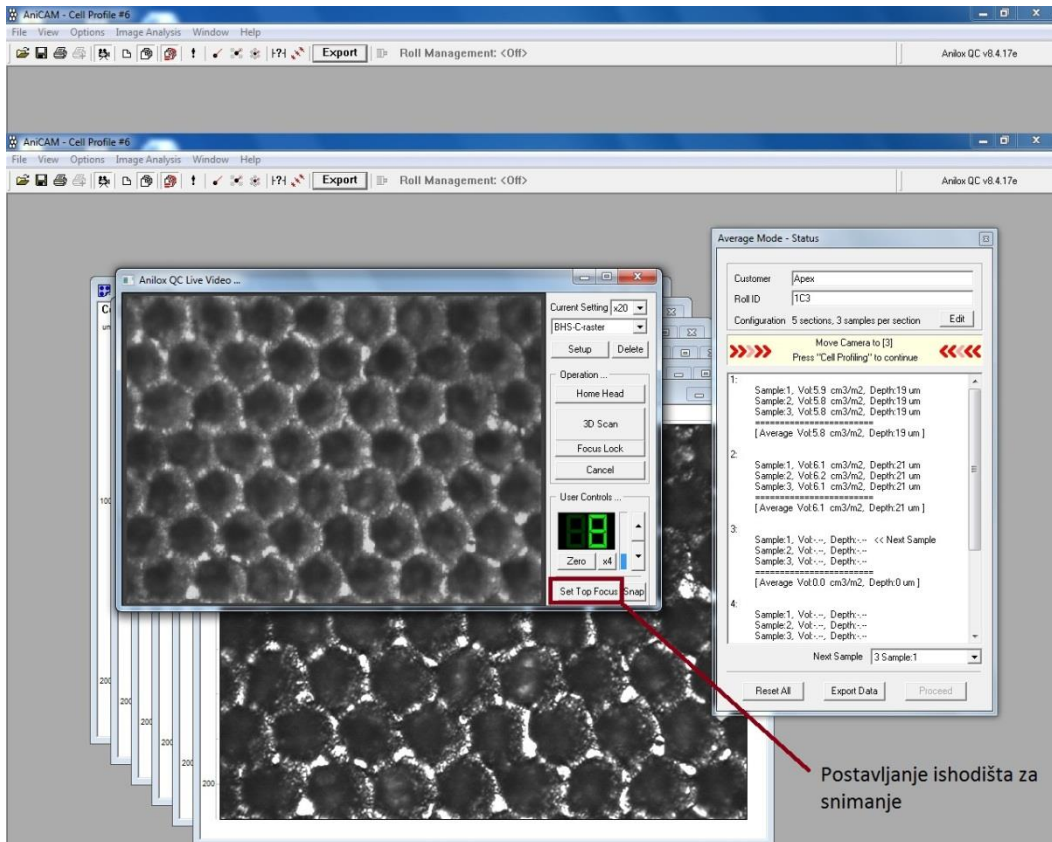 AniCAM - Cell Profile #6
File View Options Image Analysis Window Help
Export Roll Management: <Off> Anilox QC v8.4.17e
AniCAM - Cell Profile #6
File View Options Image Analysis Window Help
Export Roll Management: <Off> Anilox QC v8.4.17e
Anilox QC Live Video ...
Current Setting x20
BHS-C-raster
Setup Delete
Operation ...
Home Head
3D Scan
Focus Lock
Cancel
User Controls ...
8
Zero x4
Set Top Focus Snap
200
200
200
200
200
Average Mode - Status
Customer Apex
Roll ID 1C3
Configuration 5 sections, 3 samples per section Edit
Move Camera to [3]
Press "Cell Profiling" to continue
1:
Sample:1, Vol:5.9 cm3/m2, Depth:19 um
Sample:2, Vol:5.8 cm3/m2, Depth:19 um
Sample:3, Vol:5.8 cm3/m2, Depth:19 um
========================
[ Average Vol:5.8 cm3/m2, Depth:19 um ]
2:
Sample:1, Vol:6.1 cm3/m2, Depth:21 um
Sample:2, Vol:6.2 cm3/m2, Depth:21 um
Sample:3, Vol:6.1 cm3/m2, Depth:21 um
========================
[ Average Vol:6.1 cm3/m2, Depth:21 um ]
3:
Sample:1, Vol:-.--, Depth:-.-- << Next Sample
Sample:2, Vol:-.--, Depth:-.--
Sample:3, Vol:-.--, Depth:-.--
========================
[ Average Vol:0.0 cm3/m2, Depth:0 um ]
4:
Sample:1, Vol:-.--, Depth:-.--
Sample:2, Vol:-.--, Depth:-.--
Sample:3, Vol:-.--, Depth:-.--
Next Sample 3 Sample:1
Reset All Export Data Proceed
Postavljanje ishodišta za
snimanje